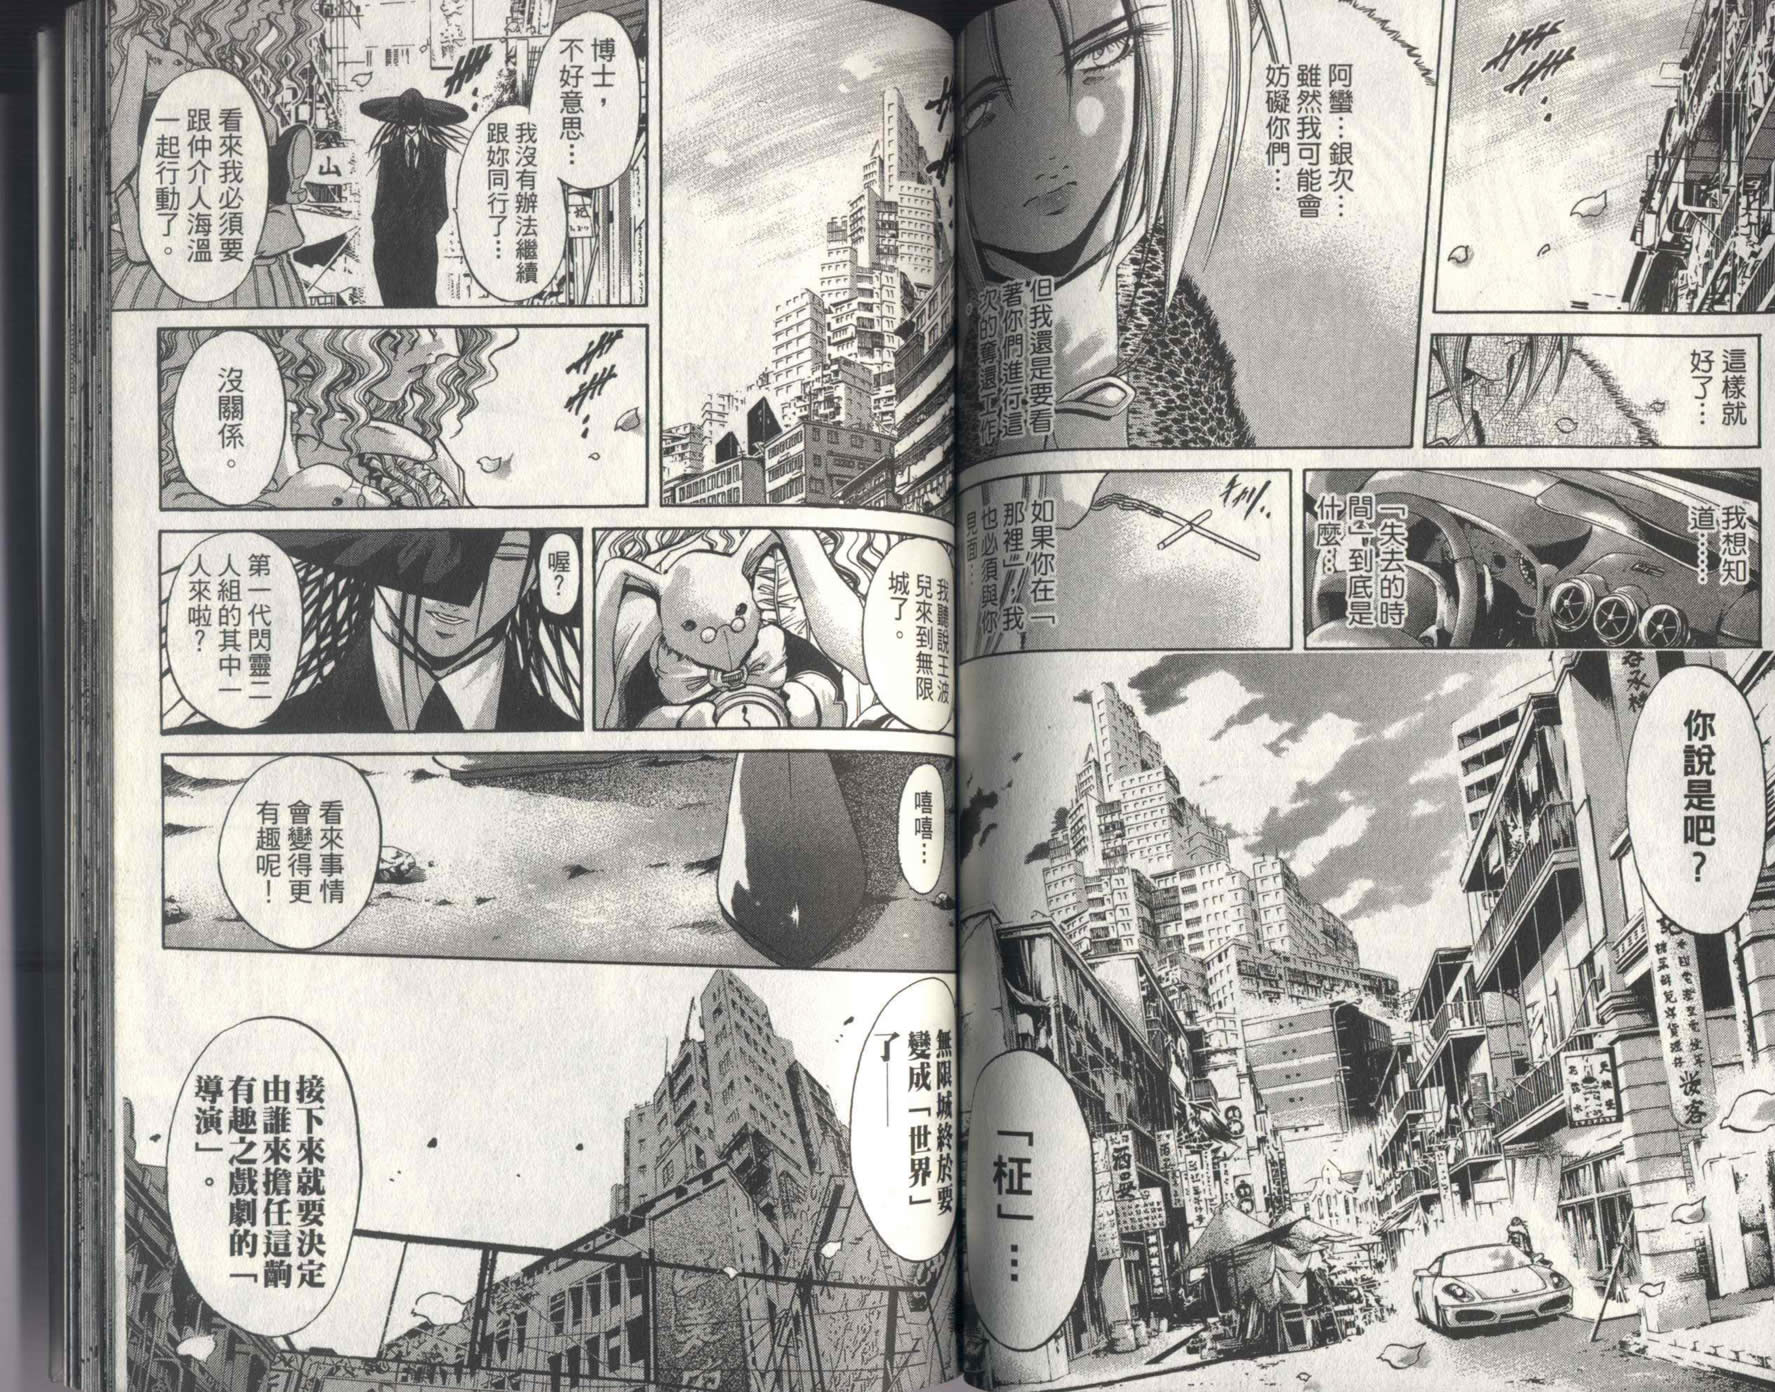 這樣就
好了…
阿蠻…銀次…
雖然我可能會
妨礙你們…
但我還是要看
著你們進行這
次的奪還工作
。
我想知
道……
「失去的時
間」到底是
什麼…
如果你在「
那裡」…我
也必須與你
見面…
你說是吧？
「柾」…
博士，
不好意思…
我沒有辦法繼續
跟妳同行了…
看來我必須要
跟仲介人海溫
一起行動了。
山
沒關係。
我聽說王波
兒來到無限
城了。
喔？
第一代閃靈二
人組的其中一
人來啦？
嘻嘻…
看來事情
會變得更
有趣呢！
無限城終於要
變成「世界」
了——
接下來就要決定
由誰來擔任這齣
有趣之戲劇的「
導演」。